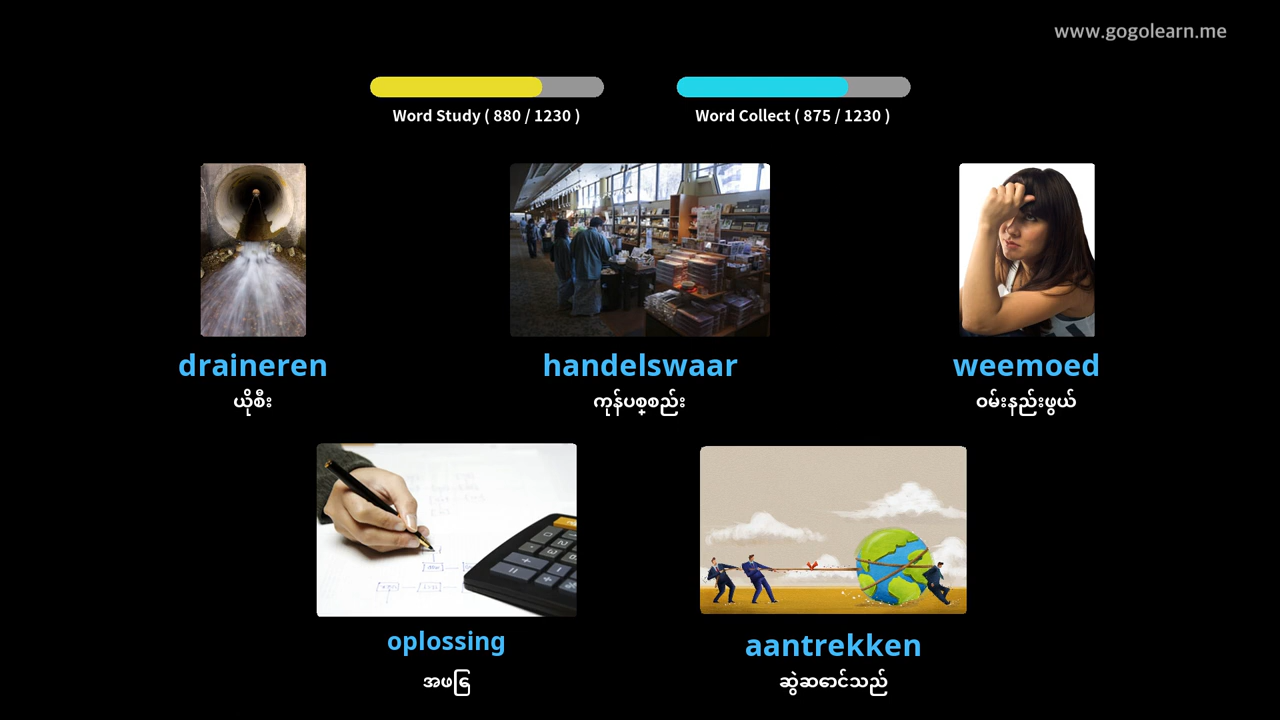 www.gogolearn.me
Word Study ( 880 / 1230 )
Word Collect ( 875 / 1230 )
draineren
handelswaar
weemoed
ယိုစီး
ကုန်ပစ္စည်း
ဝမ်းနည်းဖွယ်
oplossing
aantrekken
အဖြေ
ဆွဲဆောင်သည်